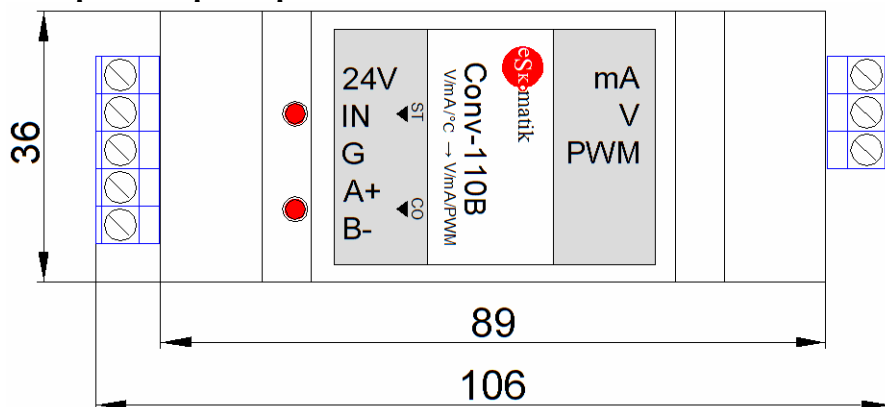 24V
IN
G
A+
B-
ST
CO
Conv-110B
V/mA/°C → V/mA/PWM
eSKomatik
mA
V
PWM
36
89
106